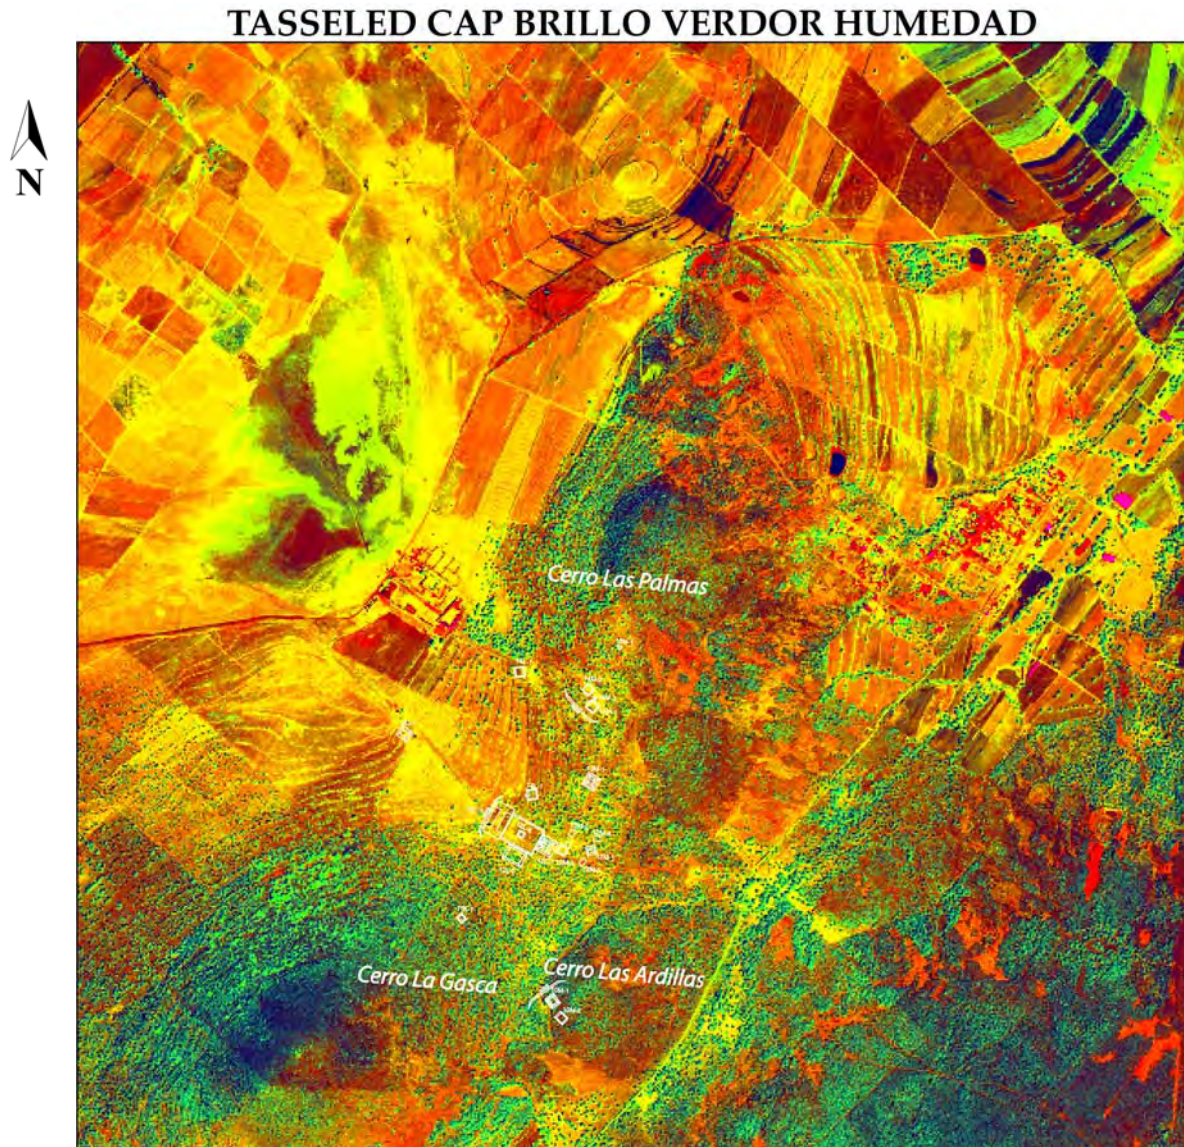 TASSELED CAP BRILLO VERDOR HUMEDAD
N
Cerro Las Palmas
Cerro La Gasca
Cerro Las Ardillas